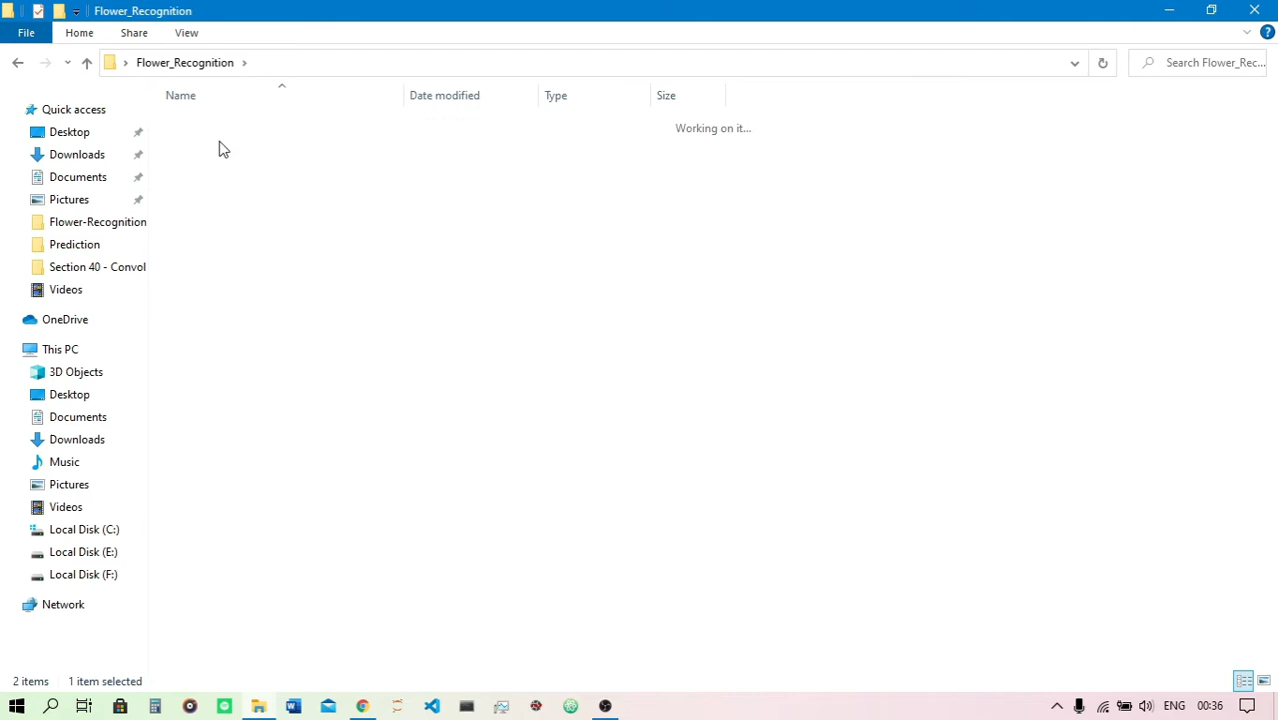 Flower_Recognition
File Home Share View
Flower_Recognition
Search Flower_Rec...
Name Date modified Type Size
Working on it...
Quick access
Desktop
Downloads
Documents
Pictures
Flower-Recognition
Prediction
Section 40 - Convol
Videos
OneDrive
This PC
3D Objects
Desktop
Documents
Downloads
Music
Pictures
Videos
Local Disk (C:)
Local Disk (E:)
Local Disk (F:)
Network
2 items 1 item selected
ENG 00:36